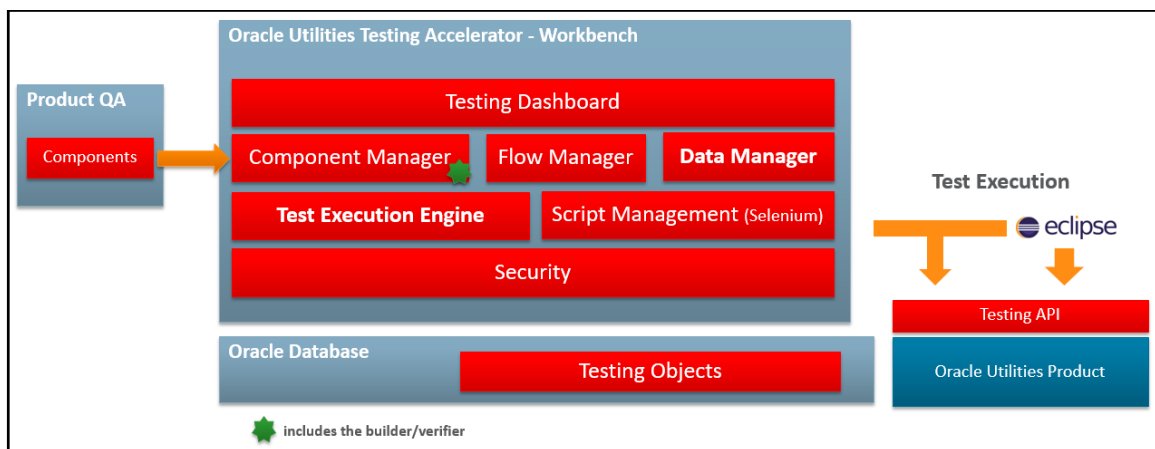 Oracle Utilities Testing Accelerator - Workbench
Product QA
Testing Dashboard
Components
Component Manager
Flow Manager
Data Manager
Test Execution
Test Execution Engine
Script Management (Selenium)
eclipse
Security
Testing API
Oracle Database
Testing Objects
Oracle Utilities Product
includes the builder/verifier